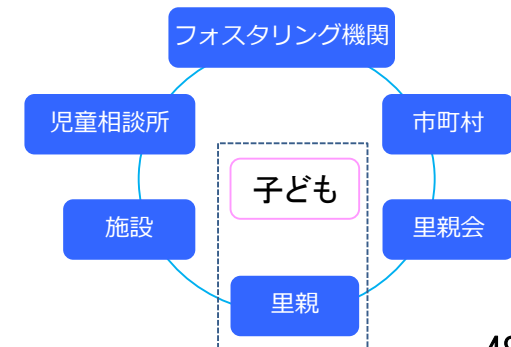 フォスタリング機関
児童相談所
市町村
子ども
施設
里親会
里親